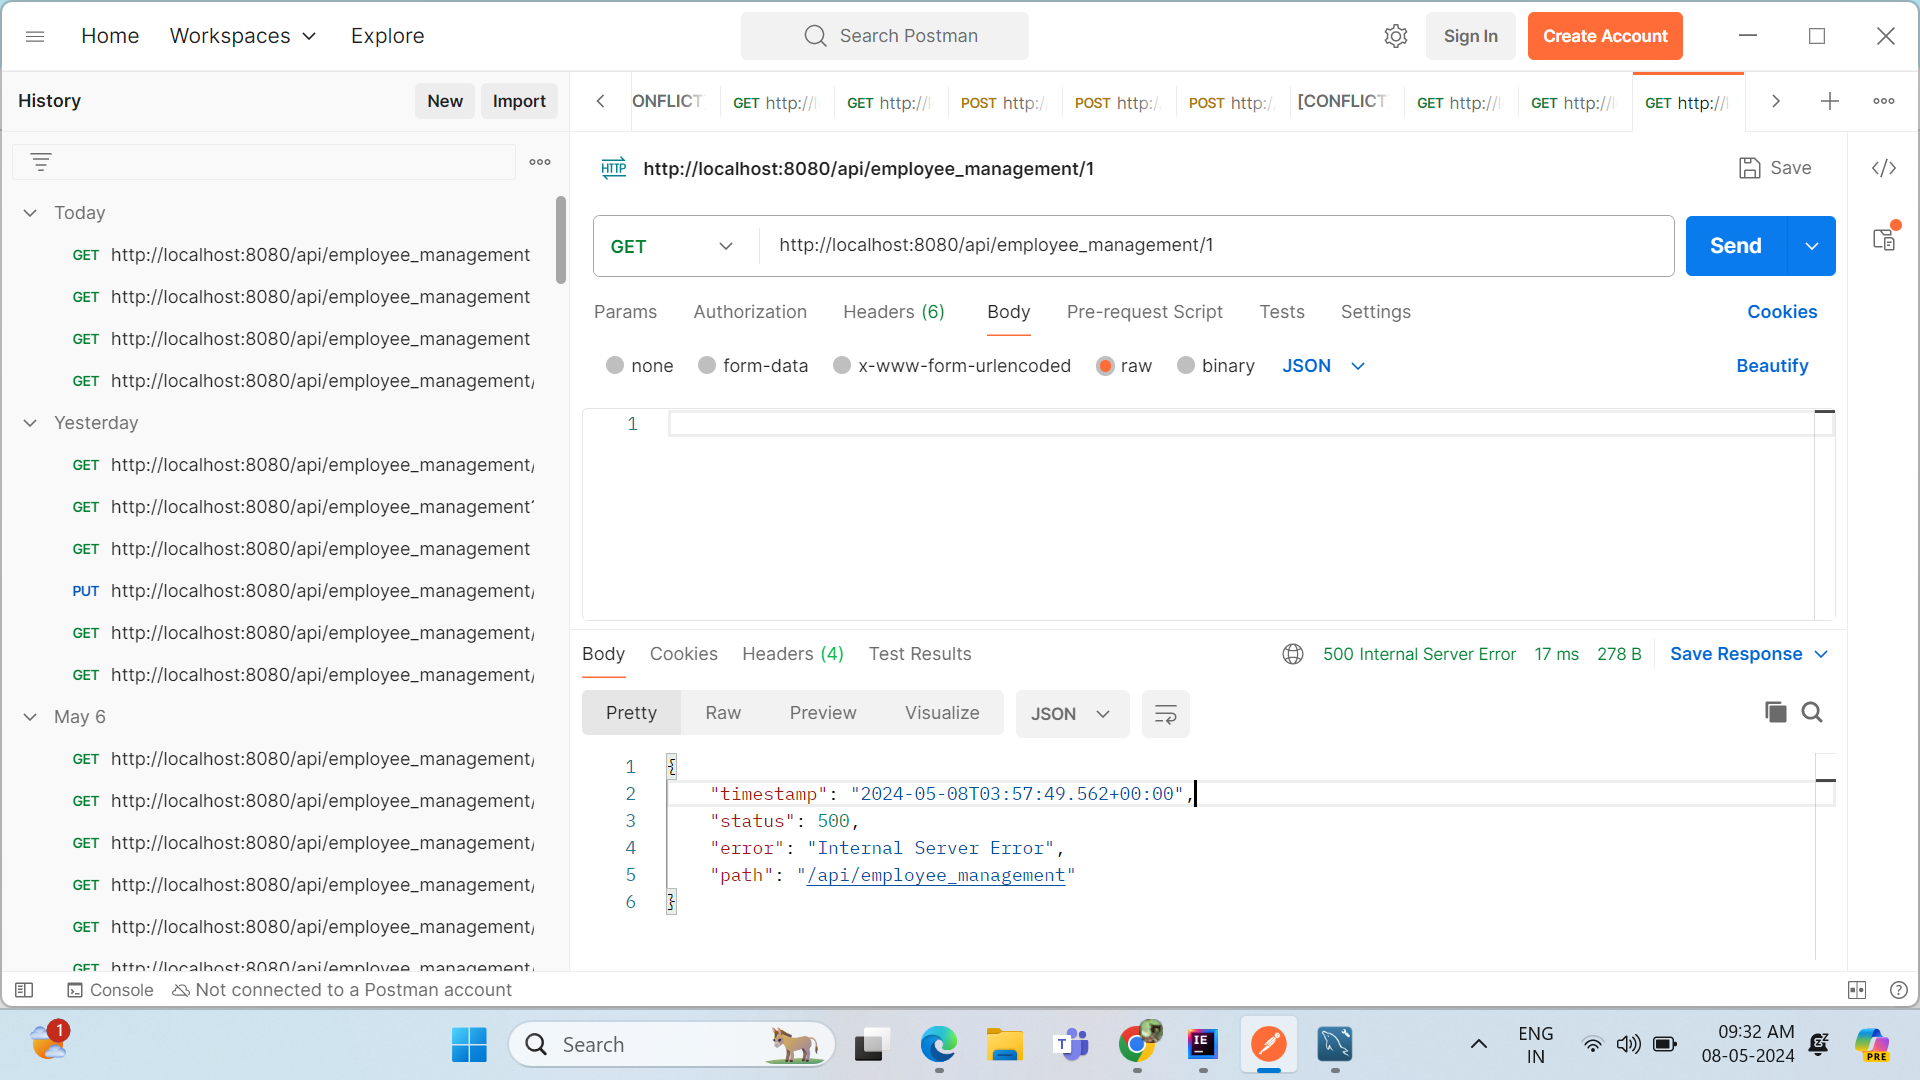 Home Workspaces Explore
Search Postman
Sign In Create Account
History New Import
ONFLICT GET http://l GET http:// POST http:/ POST http:/ POST http:/ [CONFLICT GET http://l GET http://l GET http://l
HTTP http://localhost:8080/api/employee_management/1 Save
GET http://localhost:8080/api/employee_management/1 Send
Params Authorization Headers (6) Body Pre-request Script Tests Settings Cookies
none form-data x-www-form-urlencoded raw binary JSON Beautify
1
Today
GET http://localhost:8080/api/employee_management
GET http://localhost:8080/api/employee_management
GET http://localhost:8080/api/employee_management
GET http://localhost:8080/api/employee_management/
Yesterday
GET http://localhost:8080/api/employee_management/
GET http://localhost:8080/api/employee_management
GET http://localhost:8080/api/employee_management
PUT http://localhost:8080/api/employee_management/
GET http://localhost:8080/api/employee_management/
GET http://localhost:8080/api/employee_management/
May 6
GET http://localhost:8080/api/employee_management/
GET http://localhost:8080/api/employee_management/
GET http://localhost:8080/api/employee_management/
GET http://localhost:8080/api/employee_management/
GET http://localhost:8080/api/employee_management/
GET http://localhost:8080/api/employee_management/
Body Cookies Headers (4) Test Results 500 Internal Server Error 17 ms 278 B Save Response
Pretty Raw Preview Visualize JSON
1 {
2 "timestamp": "2024-05-08T03:57:49.562+00:00",
3 "status": 500,
4 "error": "Internal Server Error",
5 "path": "/api/employee_management"
6 }
Console Not connected to a Postman account
1
Search
T
IE
ENG
IN
09:32 AM
08-05-2024
PRE